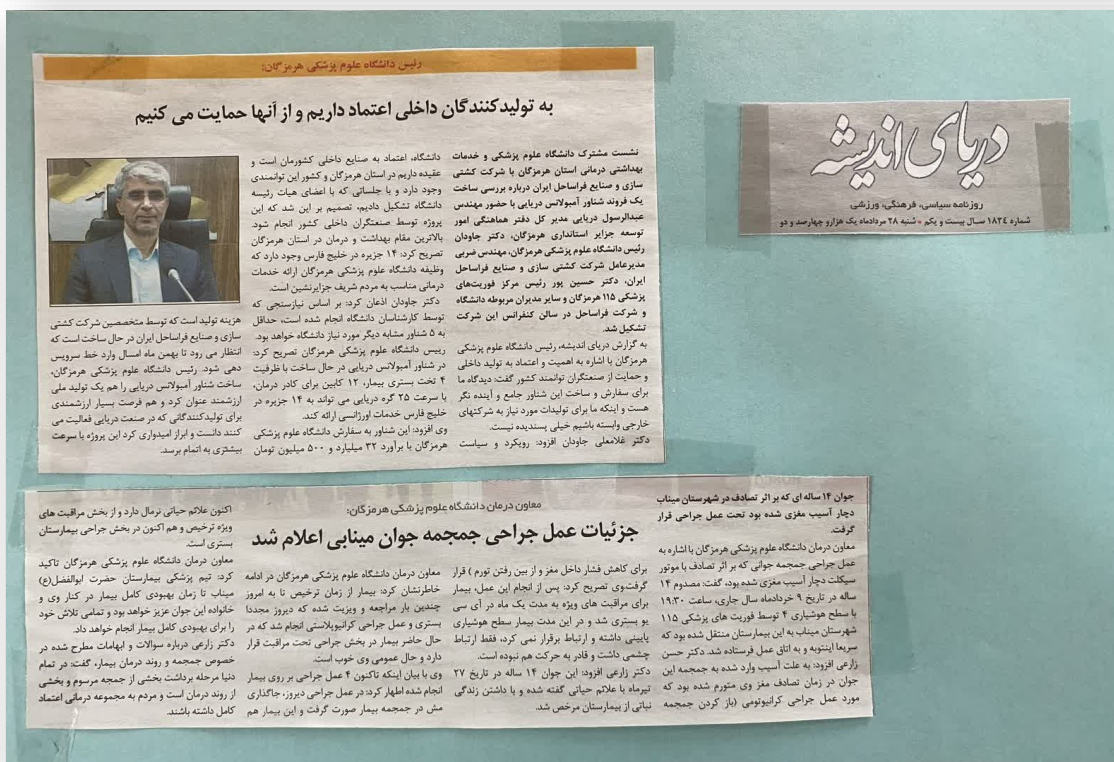 دریای اندیشه
روزنامه سیاسی، فرهنگی، ورزشی
شماره ۱۸۲٤ سال بیست و یکم • شنبه ۲۸ مردادماه یک هزارو چهارصد و دو
رئیس دانشگاه علوم پزشکی هرمزگان:
به تولیدکنندگان داخلی اعتماد داریم و از آنها حمایت می کنیم
نشست مشترک دانشگاه علوم پزشکی و خدمات
بهداشتی درمانی استان هرمزگان با شرکت کشتی
سازی و صنایع فراساحل ایران درباره بررسی ساخت
یک فروند شناور آمبولانس دریایی با حضور مهندس
عبدالرسول دریایی مدیر کل دفتر هماهنگی امور
توسعه جزایر استانداری هرمزگان، دکتر جاودان
رئیس دانشگاه علوم پزشکی هرمزگان، مهندس ضربی
مدیرعامل شرکت کشتی سازی و صنایع فراساحل
ایران، دکتر حسین پور رئیس مرکز فوریت‌های
پزشکی ۱۱۵ هرمزگان و سایر مدیران مربوطه دانشگاه
و شرکت فراساحل در سالن کنفرانس این شرکت
تشکیل شد.
به گزارش دریای اندیشه، رئیس دانشگاه علوم پزشکی
هرمزگان با اشاره به اهمیت و اعتماد به تولید داخلی
و حمایت از صنعتگران توانمند کشور گفت: دیدگاه ما
برای سفارش و ساخت این شناور جامع و آینده نگر
هست و اینکه ما برای تولیدات مورد نیاز به شرکتهای
خارجی وابسته باشیم خیلی پسندیده نیست.
دکتر غلامعلی جاودان افزود: رویکرد و سیاست
دانشگاه، اعتماد به صنایع داخلی کشورمان است و
عقیده داریم در استان هرمزگان و کشور این توانمندی
وجود دارد و با جلساتی که با اعضای هیات رئیسه
دانشگاه تشکیل دادیم، تصمیم بر این شد که این
پروژه توسط صنعتگران داخلی کشور انجام شود.
بالاترین مقام بهداشت و درمان در استان هرمزگان
تصریح کرد: ۱۴ جزیره در خلیج فارس وجود دارد که
وظیفه دانشگاه علوم پزشکی هرمزگان ارائه خدمات
درمانی مناسب به مردم شریف جزایرنشین است.
دکتر جاودان اذعان کرد: بر اساس نیازسنجی که
توسط کارشناسان دانشگاه انجام شده است، حداقل
به ۵ شناور مشابه دیگر مورد نیاز دانشگاه خواهد بود.
رییس دانشگاه علوم پزشکی هرمزگان تصریح کرد:
در شناور آمبولانس دریایی در حال ساخت با ظرفیت
۴ تخت بستری بیمار، ۱۲ کابین برای کادر درمان،
با سرعت ۲۵ گره دریایی می تواند به ۱۴ جزیره در
خلیج فارس خدمات اورژانسی ارائه کند.
وی افزود: این شناور به سفارش دانشگاه علوم پزشکی
هرمزگان با برآورد ۳۲ میلیارد و ۵۰۰ میلیون تومان
هزینه تولید است که توسط متخصصین شرکت کشتی
سازی و صنایع فراساحل ایران در حال ساخت است که
انتظار می رود تا بهمن ماه امسال وارد خط سرویس
دهی شود. رئیس دانشگاه علوم پزشکی هرمزگان،
ساخت شناور آمبولانس دریایی را هم یک تولید ملی
ارزشمند عنوان کرد و هم فرصت بسیار ارزشمندی
برای تولیدکنندگانی که در صنعت دریایی فعالیت می
کنند دانست و ابراز امیدواری کرد این پروژه با سرعت
بیشتری به اتمام برسد.
معاون درمان دانشگاه علوم پزشکی هرمزگان:
جزئیات عمل جراحی جمجمه جوان مینابی اعلام شد
جوان ۱۴ ساله ای که بر اثر تصادف در شهرستان میناب
دچار آسیب مغزی شده بود تحت عمل جراحی قرار
گرفت.
معاون درمان دانشگاه علوم پزشکی هرمزگان با اشاره به
عمل جراحی جمجمه جوانی که بر اثر تصادف با موتور
سیکلت دچار آسیب مغزی شده بود، گفت: مصدوم ۱۴
ساله در تاریخ ۹ خردادماه سال جاری، ساعت ۱۹:۳۰
با سطح هوشیاری ۴ توسط فوریت های پزشکی ۱۱۵
شهرستان میناب به این بیمارستان منتقل شده بود که
سریعا اینتوبه و به اتاق عمل فرستاده شد. دکتر حسن
زارعی افزود: به علت آسیب وارد شده به جمجمه این
جوان در زمان تصادف مغز وی متورم شده بود که
مورد عمل جراحی کرانیوتومی (باز کردن جمجمه
برای کاهش فشار داخل مغز و از بین رفتن تورم ) قرار
گرفت‌وی تصریح کرد: پس از انجام این عمل، بیمار
برای مراقبت های ویژه به مدت یک ماه در آی سی
یو بستری شد و در این مدت بیمار سطح هوشیاری
پایینی داشته و ارتباط برقرار نمی کرد، فقط ارتباط
چشمی داشت و قادر به حرکت هم نبوده است.
دکتر زارعی افزود: این جوان ۱۴ ساله در تاریخ ۲۷
تیرماه با علائم حیاتی گفته شده و با داشتن زندگی
نباتی از بیمارستان مرخص شد.
معاون درمان دانشگاه علوم پزشکی هرمزگان در ادامه
خاطرنشان کرد: بیمار از زمان ترخیص تا به امروز
چندین بار مراجعه و ویزیت شده که دیروز مجددا
بستری و عمل جراحی کرانیوپلاستی انجام شد که در
حال حاضر بیمار در بخش جراحی تحت مراقبت قرار
دارد و حال عمومی وی خوب است.
وی با بیان اینکه تاکنون ۴ عمل جراحی بر روی بیمار
انجام شده اظهار کرد: در عمل جراحی دیروز، جاگذاری
مش در جمجمه بیمار صورت گرفت و این بیمار هم
اکنون علائم حیاتی نرمال دارد و از بخش مراقبت های
ویژه ترخیص و هم اکنون در بخش جراحی بیمارستان
بستری است.
معاون درمان دانشگاه علوم پزشکی هرمزگان تاکید
کرد: تیم پزشکی بیمارستان حضرت ابوالفضل(ع)
میناب تا زمان بهبودی کامل بیمار در کنار وی و
خانواده این جوان عزیز خواهد بود و تمامی تلاش خود
را برای بهبودی کامل بیمار انجام خواهد داد.
دکتر زارعی درباره سوالات و ابهامات مطرح شده در
خصوص جمجمه و روند درمان بیمار، گفت: در تمام
دنیا مرحله برداشت بخشی از جمجه مرسوم و بخشی
از روند درمان است و مردم به مجموعه درمانی اعتماد
کامل داشته باشند.